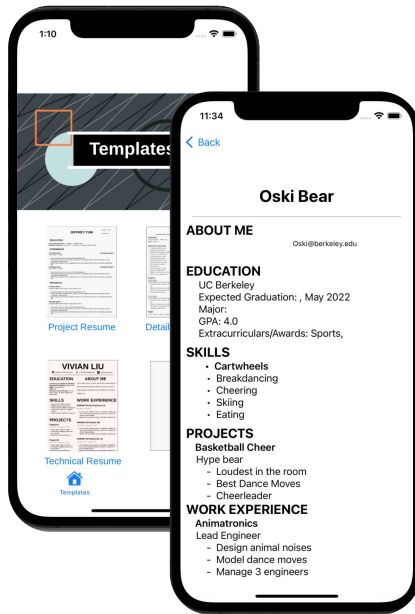 1:10
Templates
JEFFREY YUM
Project Resume
Detail
VIVIAN LIU
EDUCATION
ABOUT ME
SKILLS
WORK EXPERIENCE
PROJECTS
Technical Resume
Templates
11:34
Back
Oski Bear
ABOUT ME
Oski@berkeley.edu
EDUCATION
UC Berkeley
Expected Graduation: , May 2022
Major:
GPA: 4.0
Extracurriculars/Awards: Sports,
SKILLS
• Cartwheels
• Breakdancing
• Cheering
• Skiing
• Eating
PROJECTS
Basketball Cheer
Hype bear
- Loudest in the room
- Best Dance Moves
- Cheerleader
WORK EXPERIENCE
Animatronics
Lead Engineer
- Design animal noises
- Model dance moves
- Manage 3 engineers